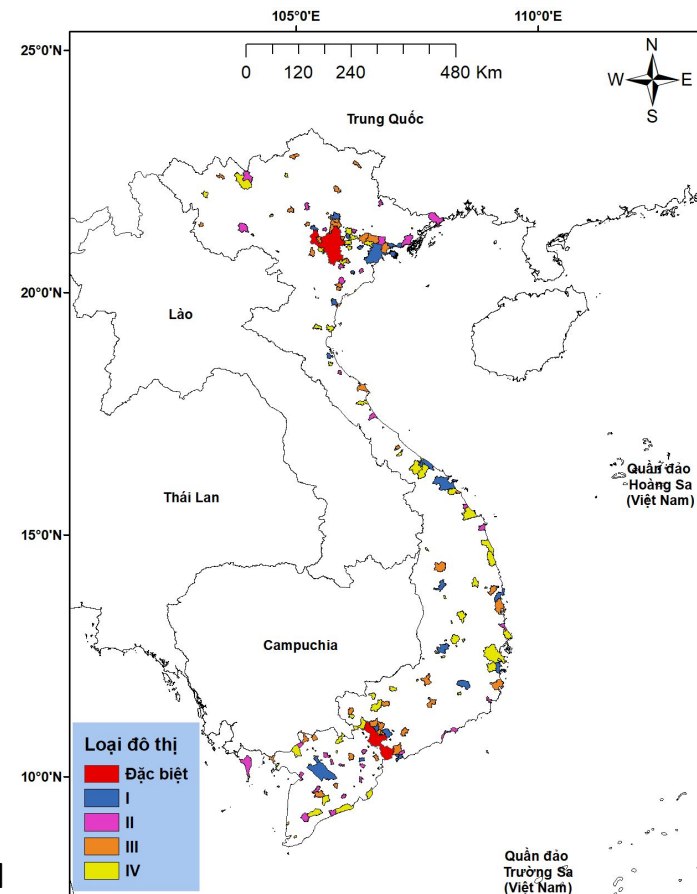 105°0'E 110°0'E
25°0'N
0 120 240 480 Km
N
W E
S
Trung Quốc
20°0'N
Lào
Quần đảo
Hoàng Sa
(Việt Nam)
Thái Lan
15°0'N
Campuchia
Loại đô thị
Đặc biệt
I
II
III
IV
10°0'N
Quần đảo
Trường Sa
(Việt Nam)